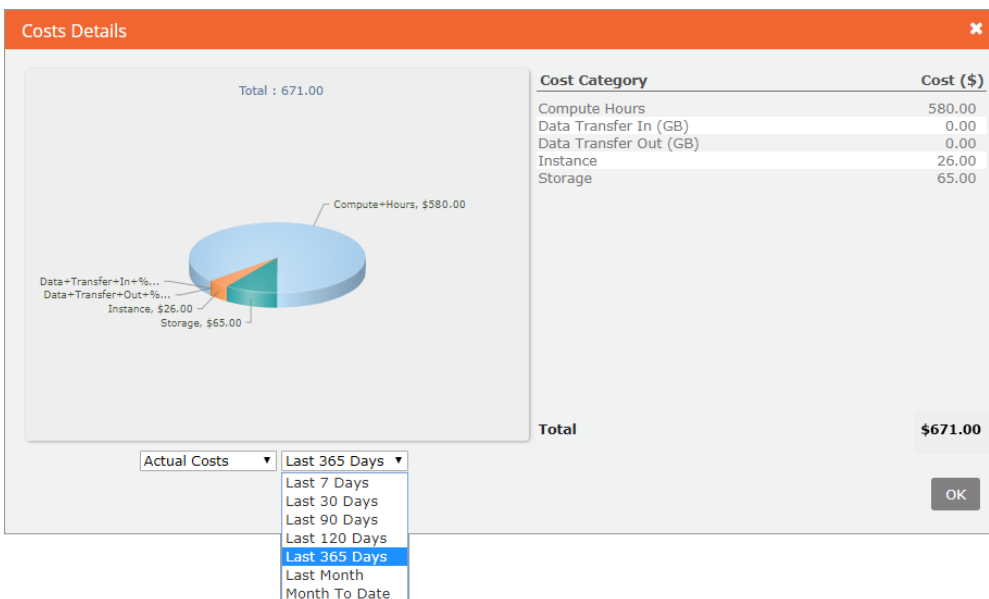 Costs Details
Total : 671.00
Compute+Hours, $580.00
Data+Transfer+In+%...
Data+Transfer+Out+%...
Instance, $26.00
Storage, $65.00
Cost Category Cost ($)
Compute Hours 580.00
Data Transfer In (GB) 0.00
Data Transfer Out (GB) 0.00
Instance 26.00
Storage 65.00
Total $671.00
Actual Costs Last 365 Days
Last 7 Days
Last 30 Days
Last 90 Days
Last 120 Days
Last 365 Days
Last Month
Month To Date
OK